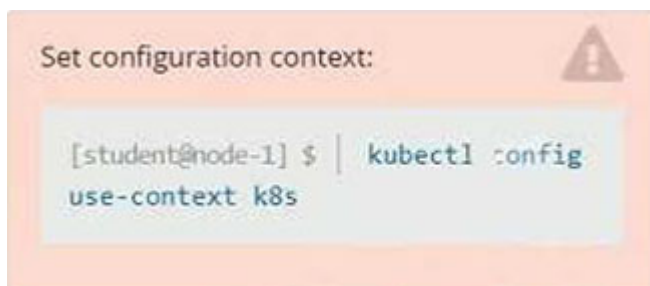 Set configuration context:
[student@node-1] $ | kubectl config
use-context k8s